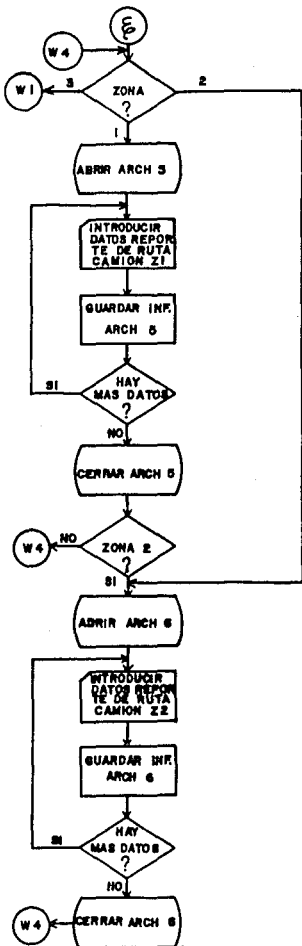 W4
W1
3
ZONA
?
2
1
ABRIR ARCH 5
INTRODUCIR
DATOS REPOR
TE DE RUTA
CAMION Z1
GUARDAR INF.
ARCH 5
SI
HAY
MAS DATOS
?
NO
CERRAR ARCH 5
W4
NO
ZONA 2
?
SI
ABRIR ARCH 6
INTRODUCIR
DATOS REPOR
TE DE RUTA
CAMION Z2
GUARDAR INF.
ARCH 6
SI
HAY
MAS DATOS
?
NO
W4
CERRAR ARCH 6